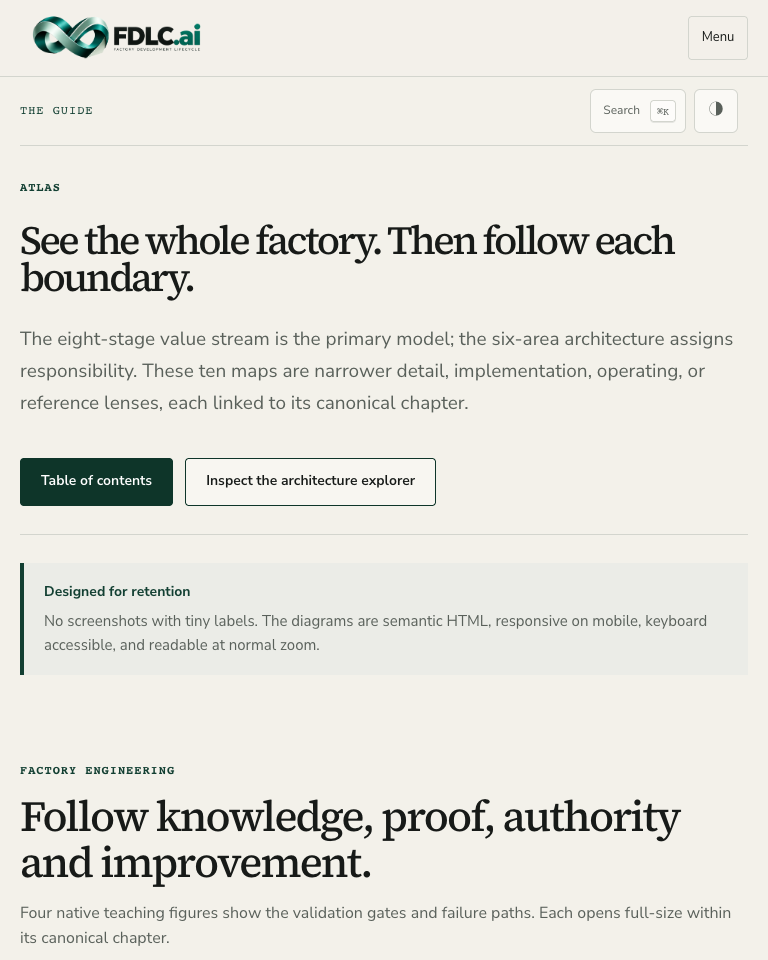 FDLC.ai
FACTORY DEVELOPMENT LIFECYCLE
Menu
THE GUIDE
Search ⌘K
ATLAS
See the whole factory. Then follow each
boundary.
The eight-stage value stream is the primary model; the six-area architecture assigns
responsibility. These ten maps are narrower detail, implementation, operating, or
reference lenses, each linked to its canonical chapter.
Table of contents
Inspect the architecture explorer
Designed for retention
No screenshots with tiny labels. The diagrams are semantic HTML, responsive on mobile, keyboard
accessible, and readable at normal zoom.
FACTORY ENGINEERING
Follow knowledge, proof, authority
and improvement.
Four native teaching figures show the validation gates and failure paths. Each opens full-size within
its canonical chapter.